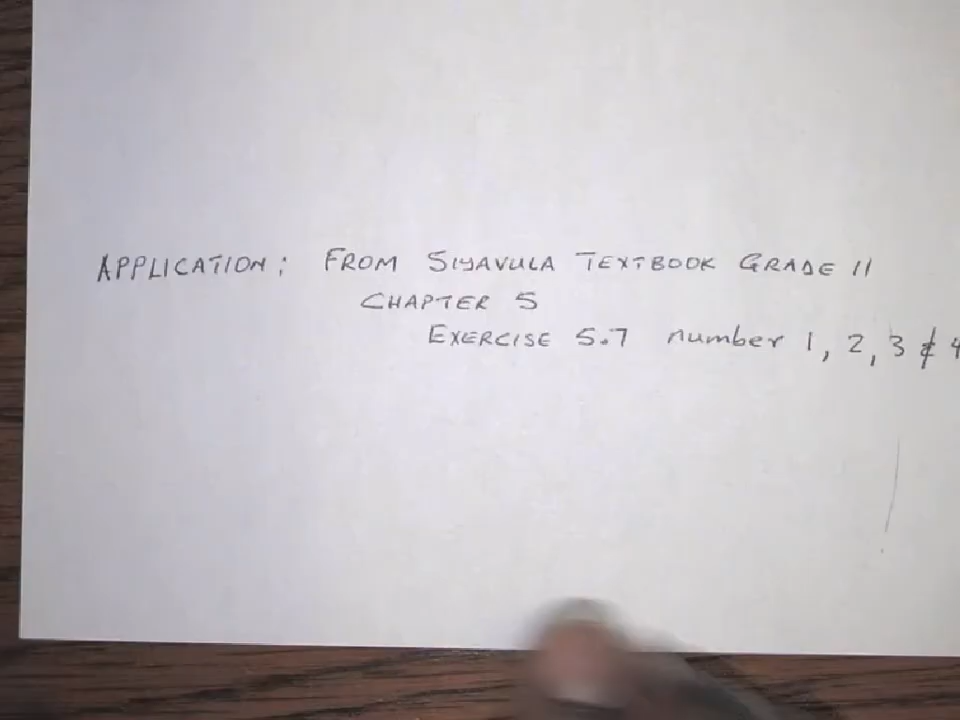 APPLICATION: FROM SIYAVULA TEXTBOOK GRADE 11
CHAPTER 5
EXERCISE 5.7 number 1, 2, 3 & 4